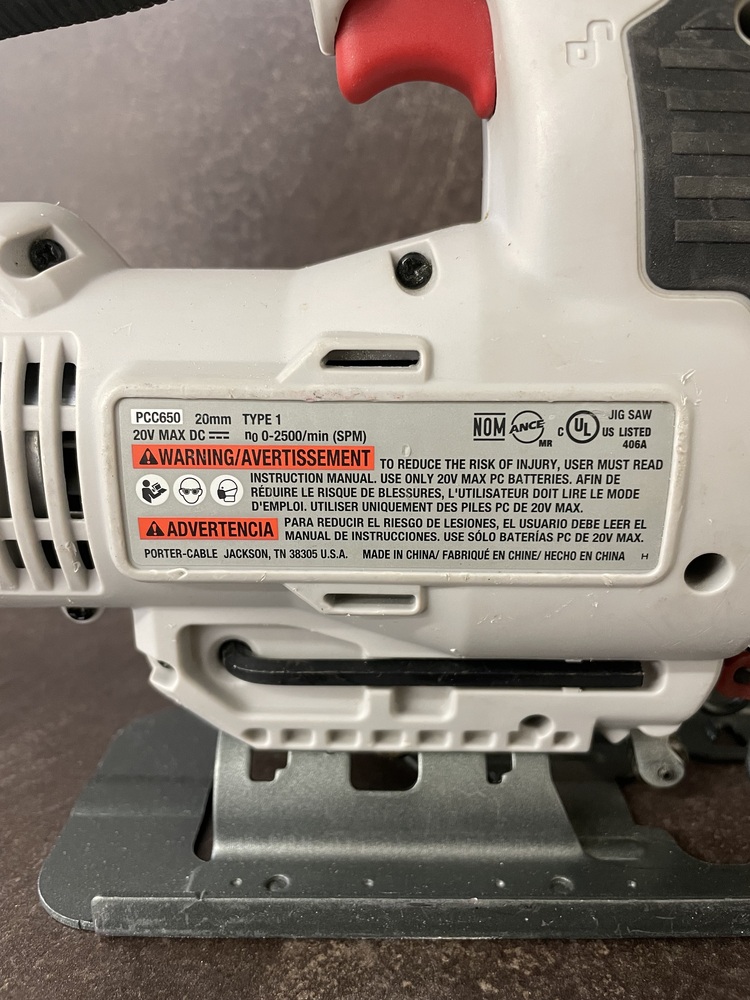 PCC650 20mm TYPE 1
20V MAX DC n0 0-2500/min (SPM)
NOM ANCE MR
C UL US LISTED
JIG SAW
406A
WARNING/AVERTISSEMENT TO REDUCE THE RISK OF INJURY, USER MUST READ
INSTRUCTION MANUAL. USE ONLY 20V MAX PC BATTERIES. AFIN DE
RÉDUIRE LE RISQUE DE BLESSURES, L'UTILISATEUR DOIT LIRE LE MODE
D'EMPLOI. UTILISER UNIQUEMENT DES PILES PC DE 20V MAX.
ADVERTENCIA PARA REDUCIR EL RIESGO DE LESIONES, EL USUARIO DEBE LEER EL
MANUAL DE INSTRUCCIONES. USE SÓLO BATERÍAS PC DE 20V MAX.
PORTER-CABLE JACKSON, TN 38305 U.S.A. MADE IN CHINA/ FABRIQUÉ EN CHINE/ HECHO EN CHINA H